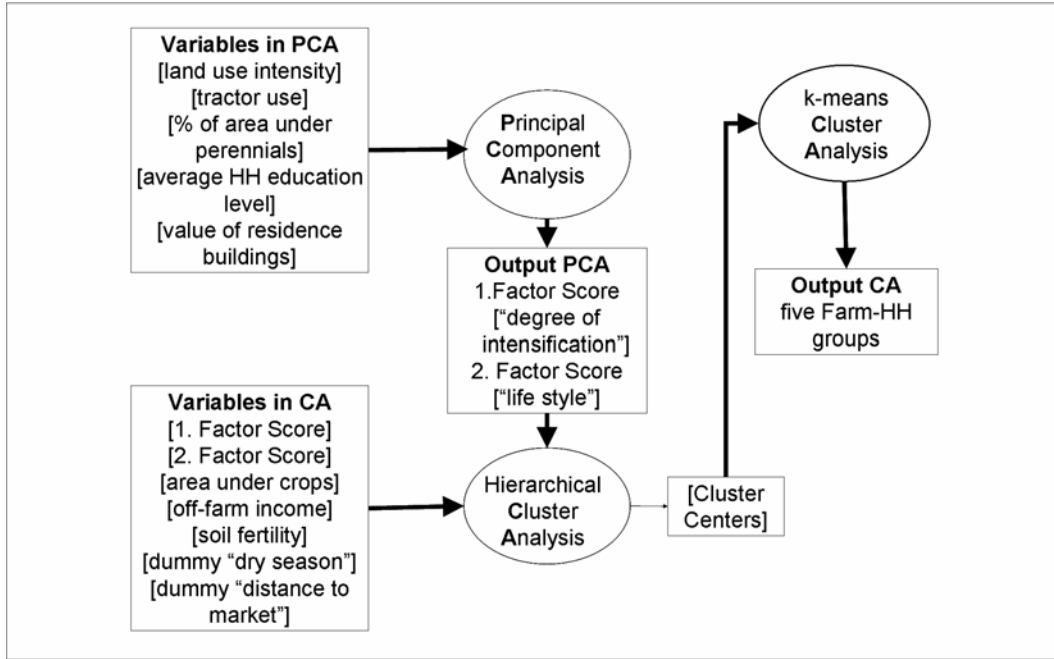 Variables in PCA
[land use intensity]
[tractor use]
[% of area under
perennials]
[average HH education
level]
[value of residence
buildings]
Principal
Component
Analysis
Output PCA
1.Factor Score
["degree of
intensification"]
2. Factor Score
["life style"]
Variables in CA
[1. Factor Score]
[2. Factor Score]
[area under crops]
[off-farm income]
[soil fertility]
[dummy “dry season”]
[dummy “distance to
market”]
Hierarchical
Cluster
Analysis
[Cluster
Centers]
k-means
Cluster
Analysis
Output CA
five Farm-HH
groups